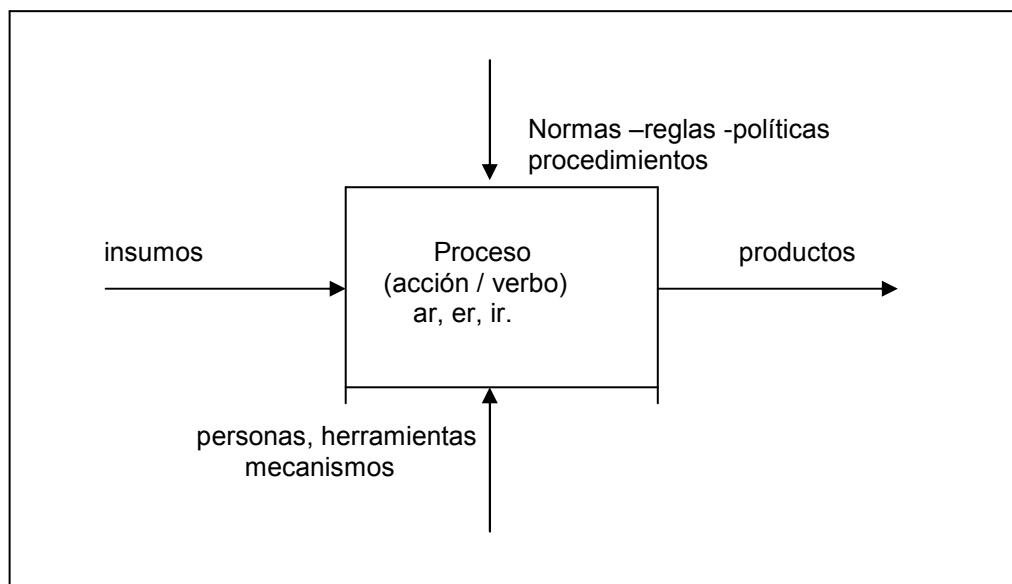 Normas –reglas -políticas
procedimientos
insumos
Proceso
(acción / verbo)
ar, er, ir.
productos
personas, herramientas
mecanismos